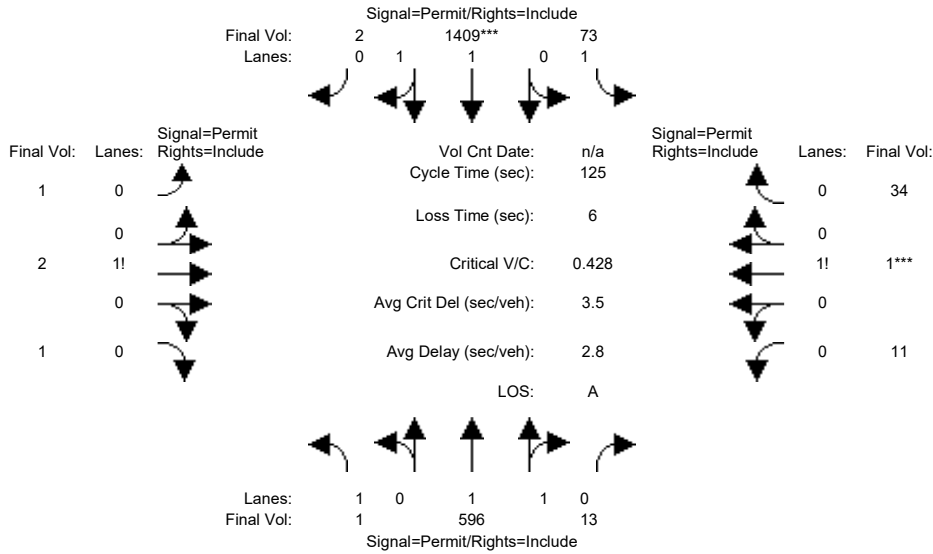 Signal=Permit/Rights=Include
Final Vol: 2 1409*** 73
Lanes: 0 1 1 0 1
Signal=Permit
Final Vol: Lanes: Rights=Include
Vol Cnt Date: n/a
Signal=Permit
Rights=Include Lanes: Final Vol:
Cycle Time (sec): 125
1 0
0 34
Loss Time (sec): 6
0
0
2 1!
Critical V/C: 0.428
1! 1***
0
Avg Crit Del (sec/veh): 3.5
0
1 0
Avg Delay (sec/veh): 2.8
0 11
LOS: A
Lanes: 1 0 1 1 0
Final Vol: 1 596 13
Signal=Permit/Rights=Include